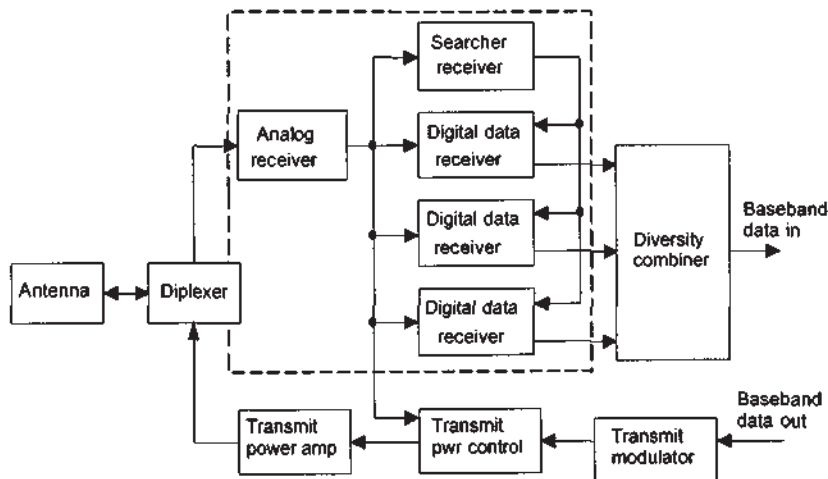 Searcher
receiver
Analog
receiver
Digital data
receiver
Digital data
receiver
Diversity
combiner
Baseband
data in
Antenna
Diplexer
Digital data
receiver
Transmit
power amp
Transmit
pwr control
Transmit
modulator
Baseband
data out